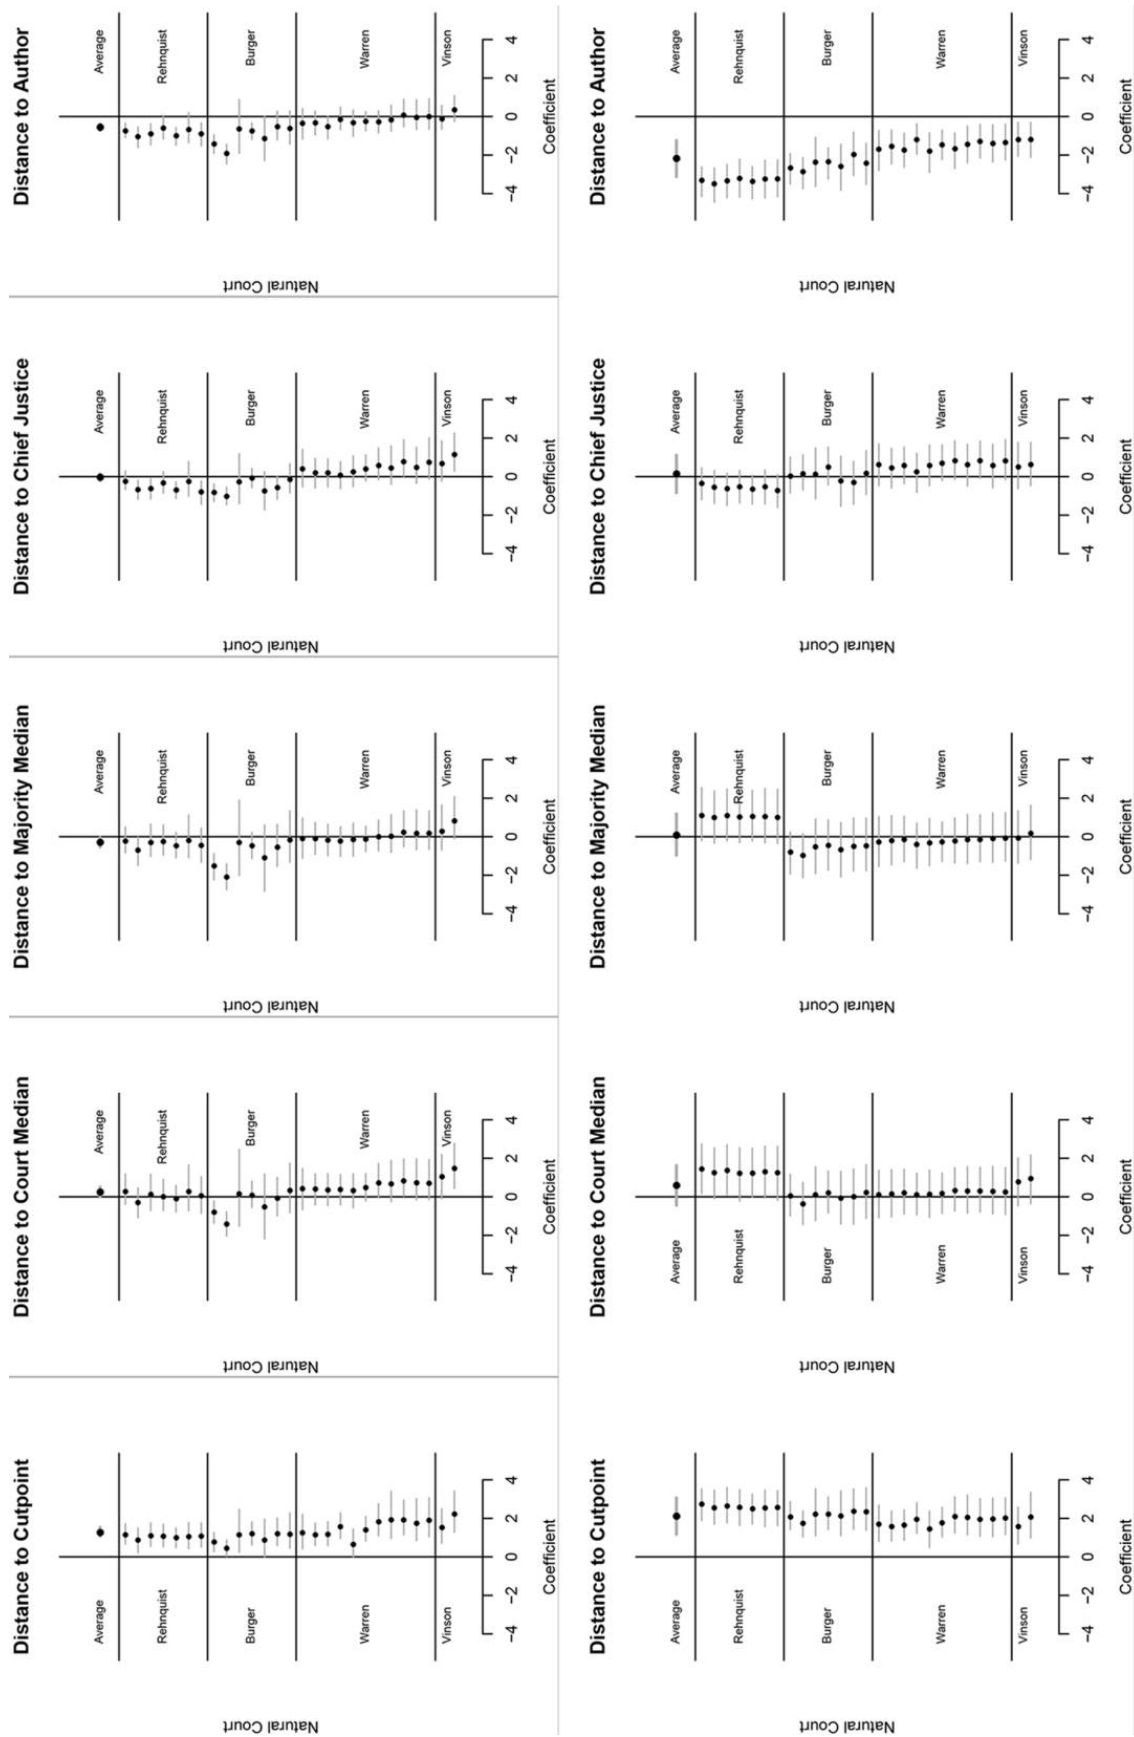 Distance to Cutpoint
Natural Court
Average
Rehnquist
Burger
Warren
Vinson
−4 −2 0 2 4
Coefficient
Distance to Court Median
Natural Court
Average
Rehnquist
Burger
Warren
Vinson
−4 −2 0 2 4
Coefficient
Distance to Majority Median
Natural Court
Average
Rehnquist
Burger
Warren
Vinson
−4 −2 0 2 4
Coefficient
Distance to Chief Justice
Natural Court
Average
Rehnquist
Burger
Warren
Vinson
−4 −2 0 2 4
Coefficient
Distance to Author
Natural Court
Average
Rehnquist
Burger
Warren
Vinson
−4 −2 0 2 4
Coefficient
Distance to Cutpoint
Natural Court
Average
Rehnquist
Burger
Warren
Vinson
−4 −2 0 2 4
Coefficient
Distance to Court Median
Natural Court
Average
Rehnquist
Burger
Warren
Vinson
−4 −2 0 2 4
Coefficient
Distance to Majority Median
Natural Court
Average
Rehnquist
Burger
Warren
Vinson
−4 −2 0 2 4
Coefficient
Distance to Chief Justice
Natural Court
Average
Rehnquist
Burger
Warren
Vinson
−4 −2 0 2 4
Coefficient
Distance to Author
Natural Court
Average
Rehnquist
Burger
Warren
Vinson
−4 −2 0 2 4
Coefficient